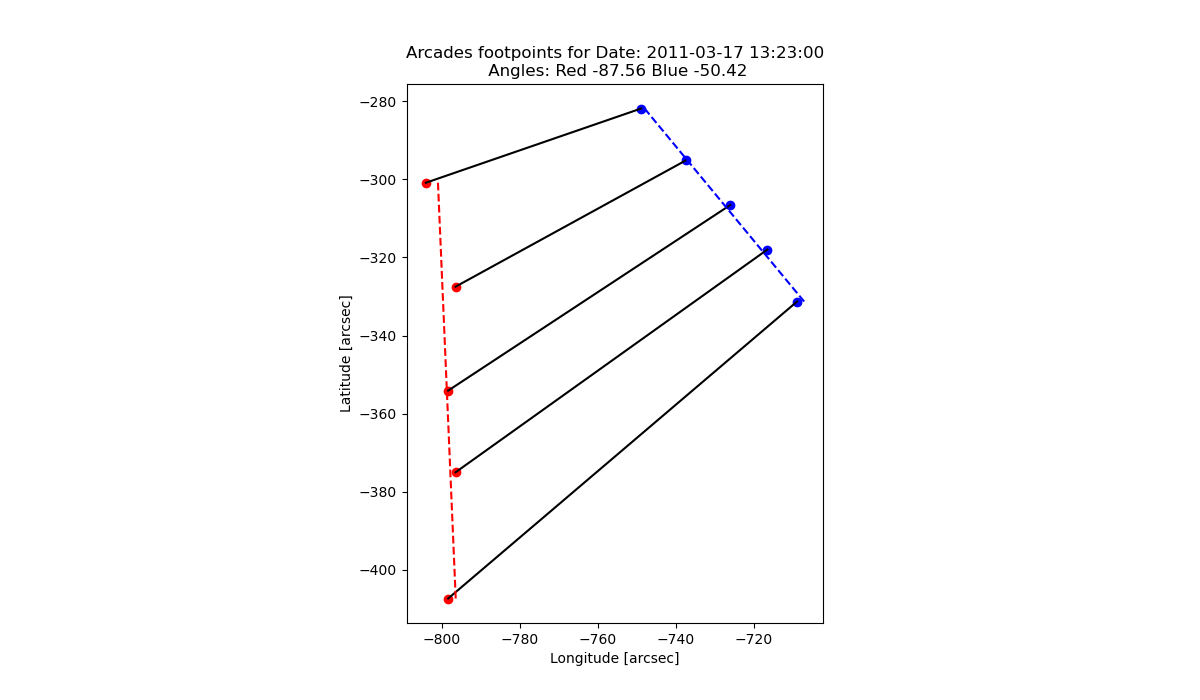 Arcades footpoints for Date: 2011-03-17 13:23:00
Angles: Red -87.56 Blue -50.42
−280
−300
−320
−340
−360
−380
−400
Latitude [arcsec]
−800 −780 −760 −740 −720
Longitude [arcsec]